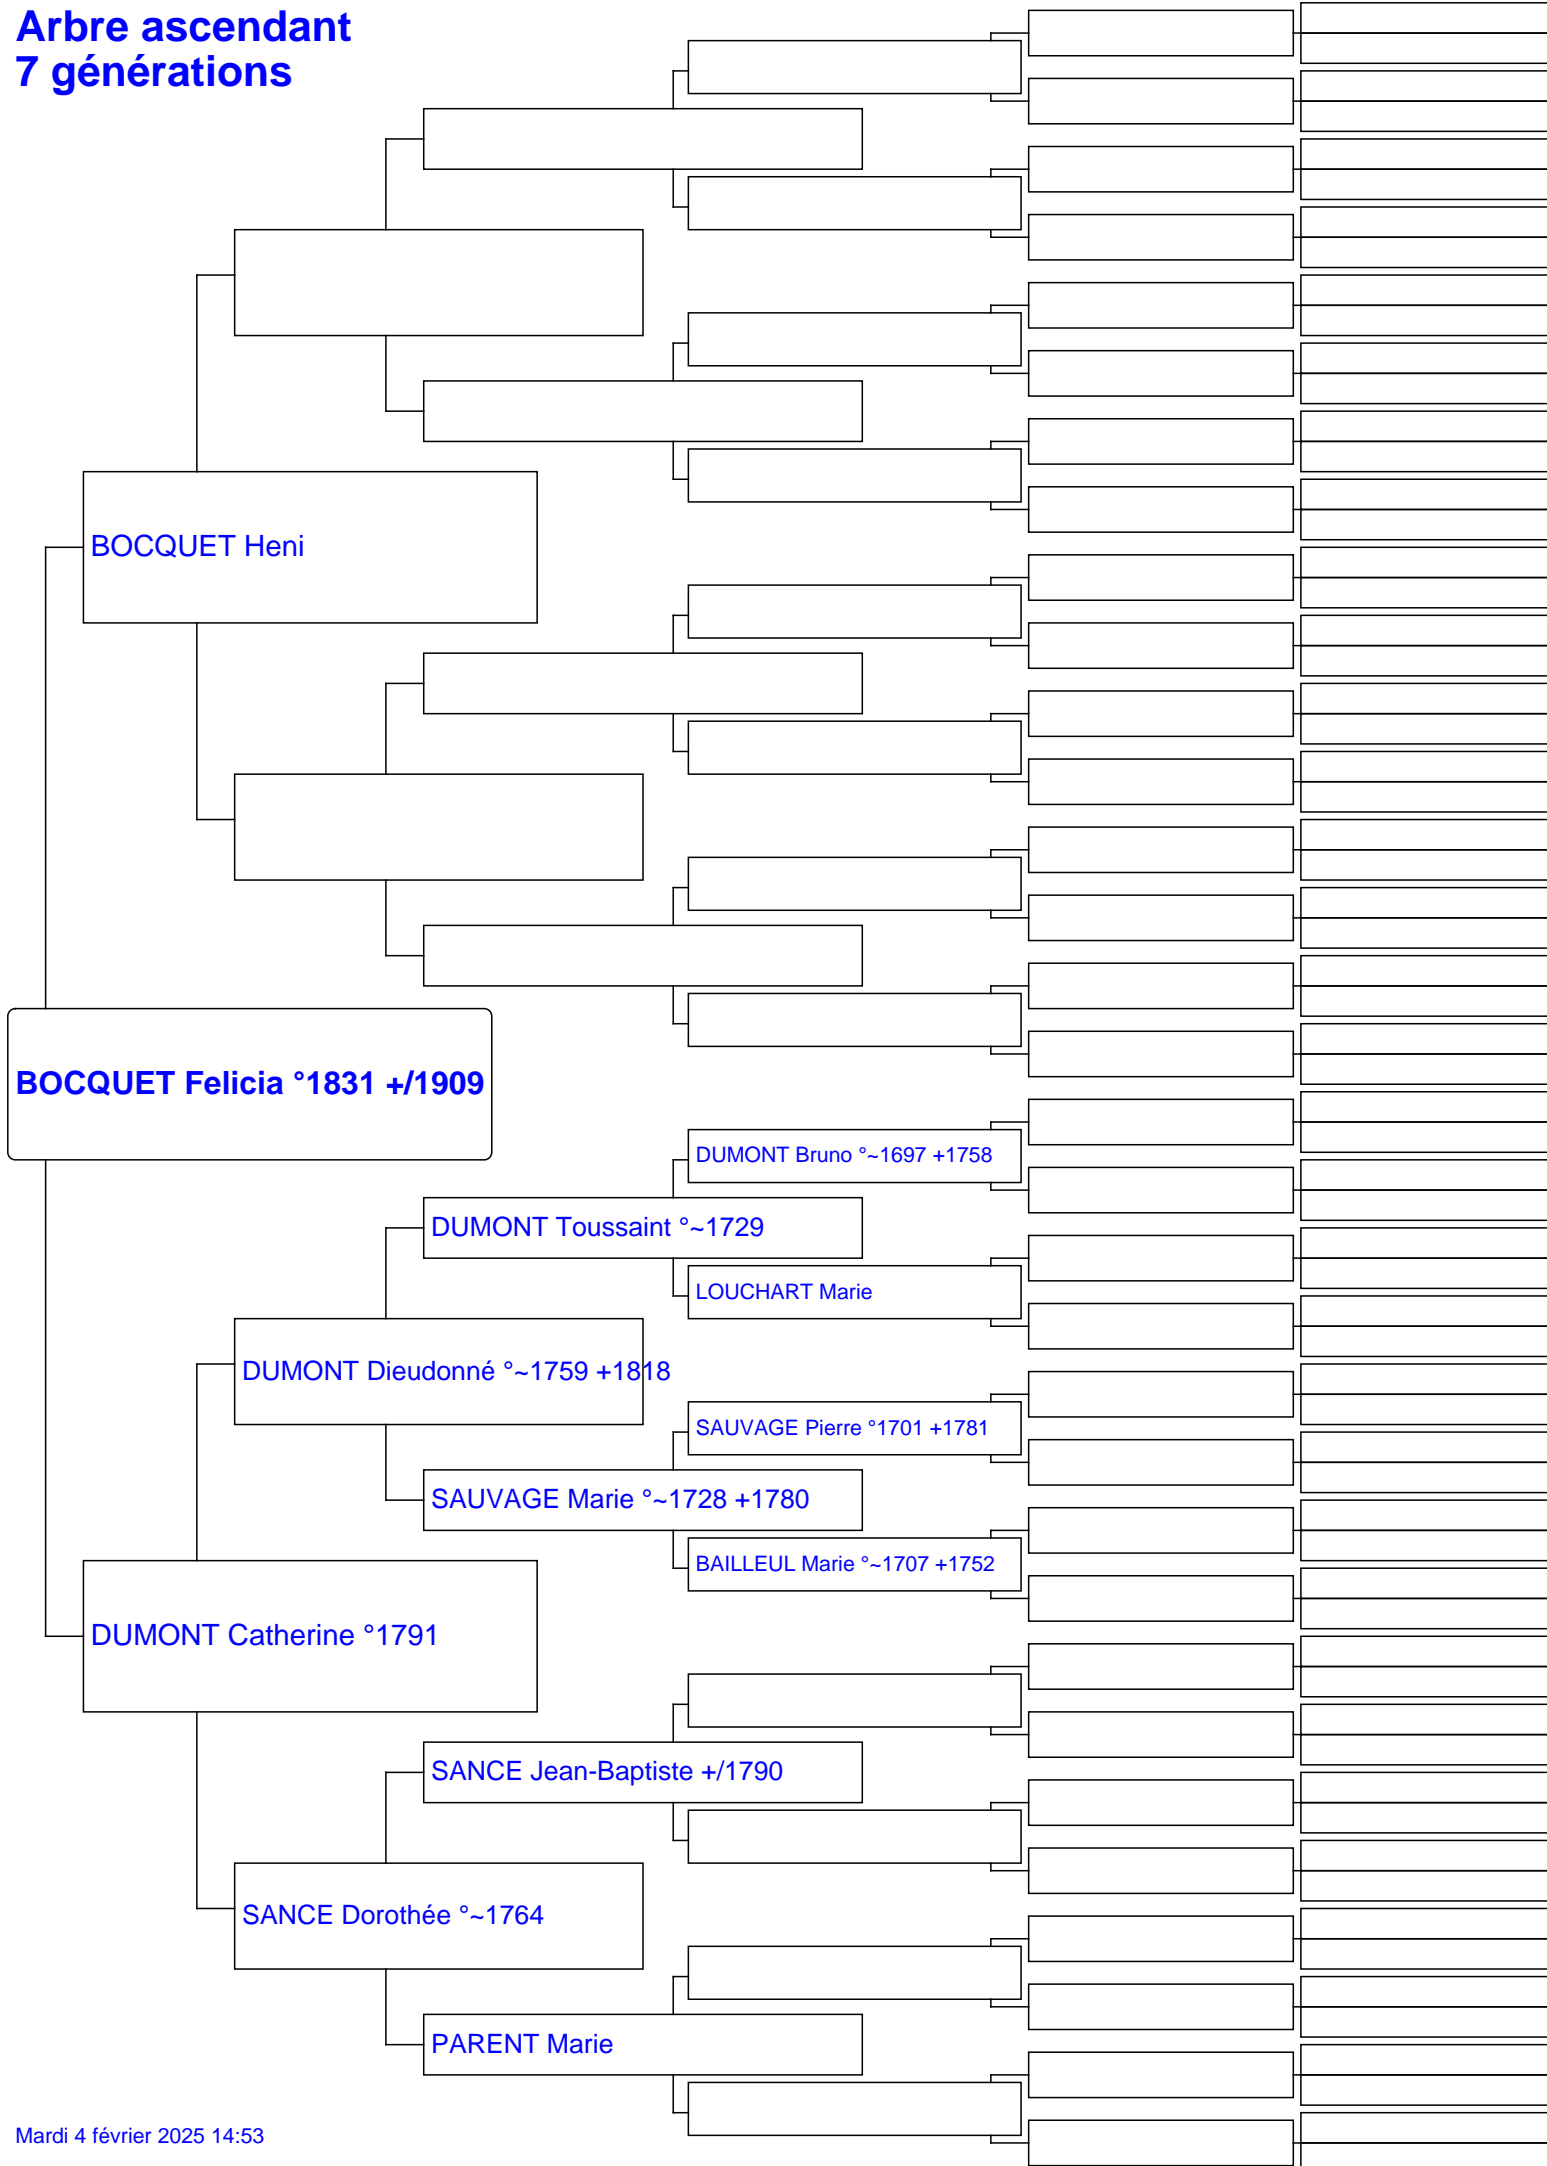 Arbre ascendant
7 générations
BOCQUET Heni
BOCQUET Felicia °1831 +/1909
DUMONT Bruno °~1697 +1758
DUMONT Toussaint °~1729
LOUCHART Marie
DUMONT Dieudonné °~1759 +1818
SAUVAGE Pierre °1701 +1781
SAUVAGE Marie °~1728 +1780
BAILLEUL Marie °~1707 +1752
DUMONT Catherine °1791
SANCE Jean-Baptiste +/1790
SANCE Dorothée °~1764
PARENT Marie
Mardi 4 février 2025 14:53